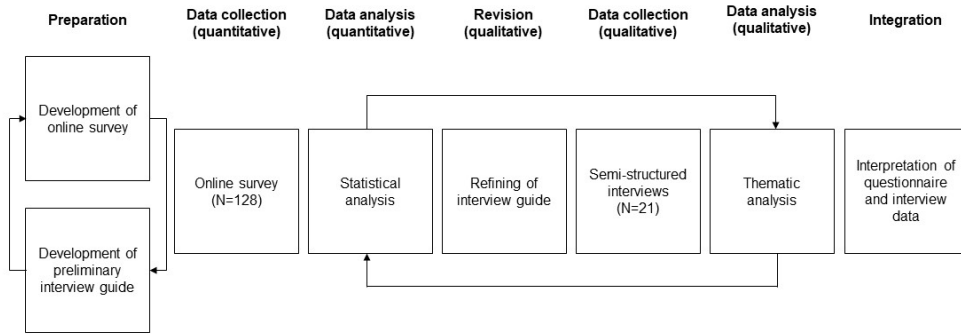 Preparation
Data collection
(quantitative)
Data analysis
(quantitative)
Revision
(qualitative)
Data collection
(qualitative)
Data analysis
(qualitative)
Integration
Development of
online survey
Development of
preliminary
interview guide
Online survey
(N=128)
Statistical
analysis
Refining of
interview guide
Semi-structured
interviews
(N=21)
Thematic
analysis
Interpretation of
questionnaire
and interview
data